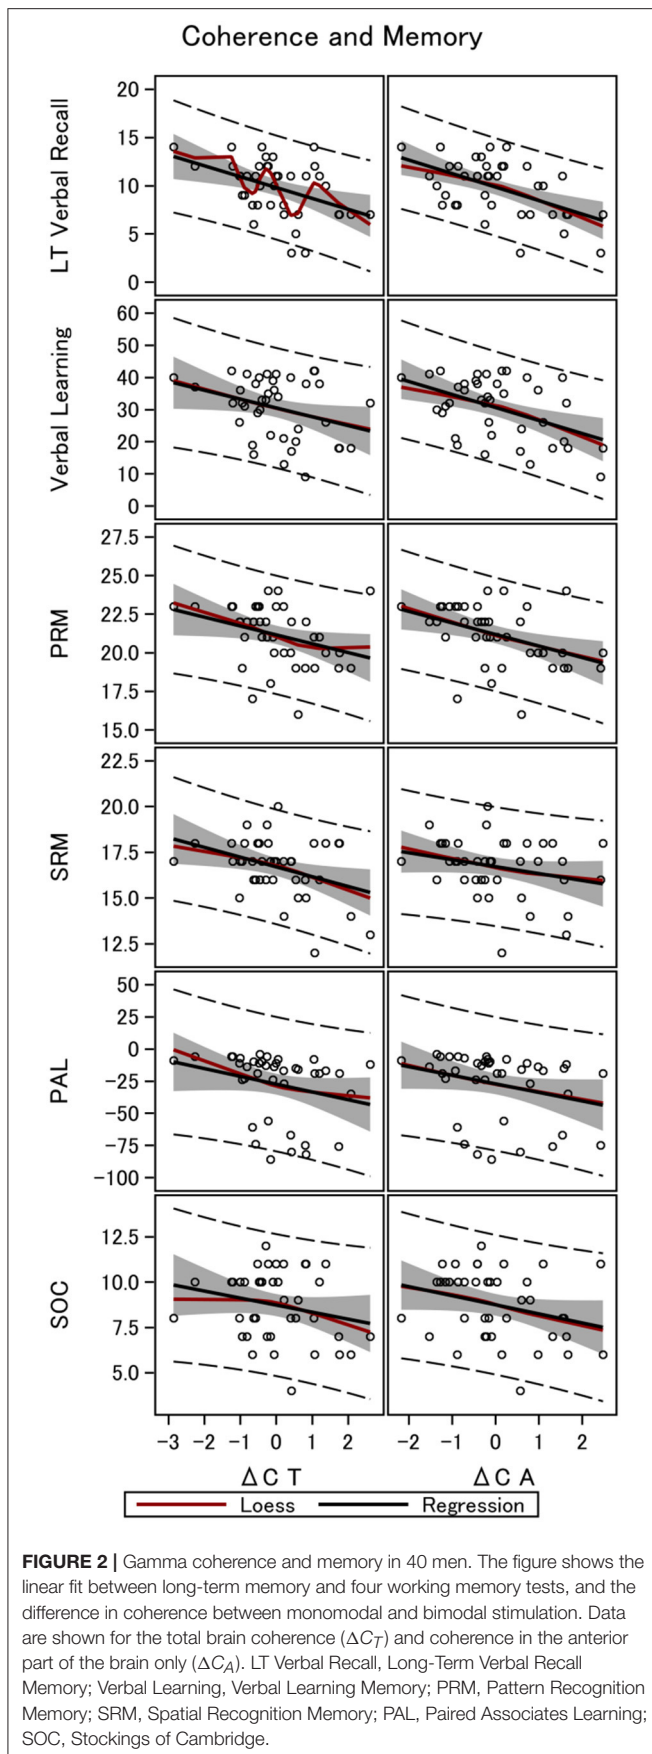 Coherence and Memory
LT Verbal Recall
20
15
10
5
0
Verbal Learning
60
50
40
30
20
10
0
PRM
27.5
25.0
22.5
20.0
17.5
15.0
SRM
22.5
20.0
17.5
15.0
12.5
PAL
50
25
0
−25
−50
−75
−100
SOC
12.5
10.0
7.5
5.0
−3 −2 −1 0 1 2 −2 −1 0 1 2
Δ C T Δ C A
Loess Regression
FIGURE 2 | Gamma coherence and memory in 40 men. The figure shows the
linear fit between long-term memory and four working memory tests, and the
difference in coherence between monomodal and bimodal stimulation. Data
are shown for the total brain coherence (ΔC_T) and coherence in the anterior
part of the brain only (ΔC_A). LT Verbal Recall, Long-Term Verbal Recall
Memory; Verbal Learning, Verbal Learning Memory; PRM, Pattern Recognition
Memory; SRM, Spatial Recognition Memory; PAL, Paired Associates Learning;
SOC, Stockings of Cambridge.